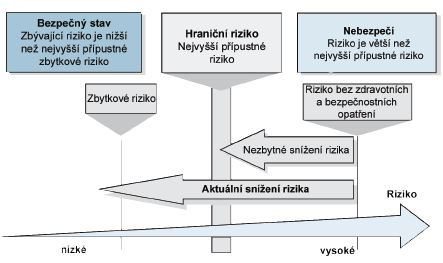 Bezpečný stav
Zbývající riziko je nižší
než nejvyšší přípustné
zbytkové riziko
Hraniční riziko
Nejvyšší přípustné
riziko
Nebezpečí
Riziko je větší než
nejvyšší přípustné riziko
Zbytkové riziko
Riziko bez zdravotních
a bezpečnostních
opatření
Nezbytné snížení rizika
Aktuální snížení rizika
Riziko
nízké
vysoké